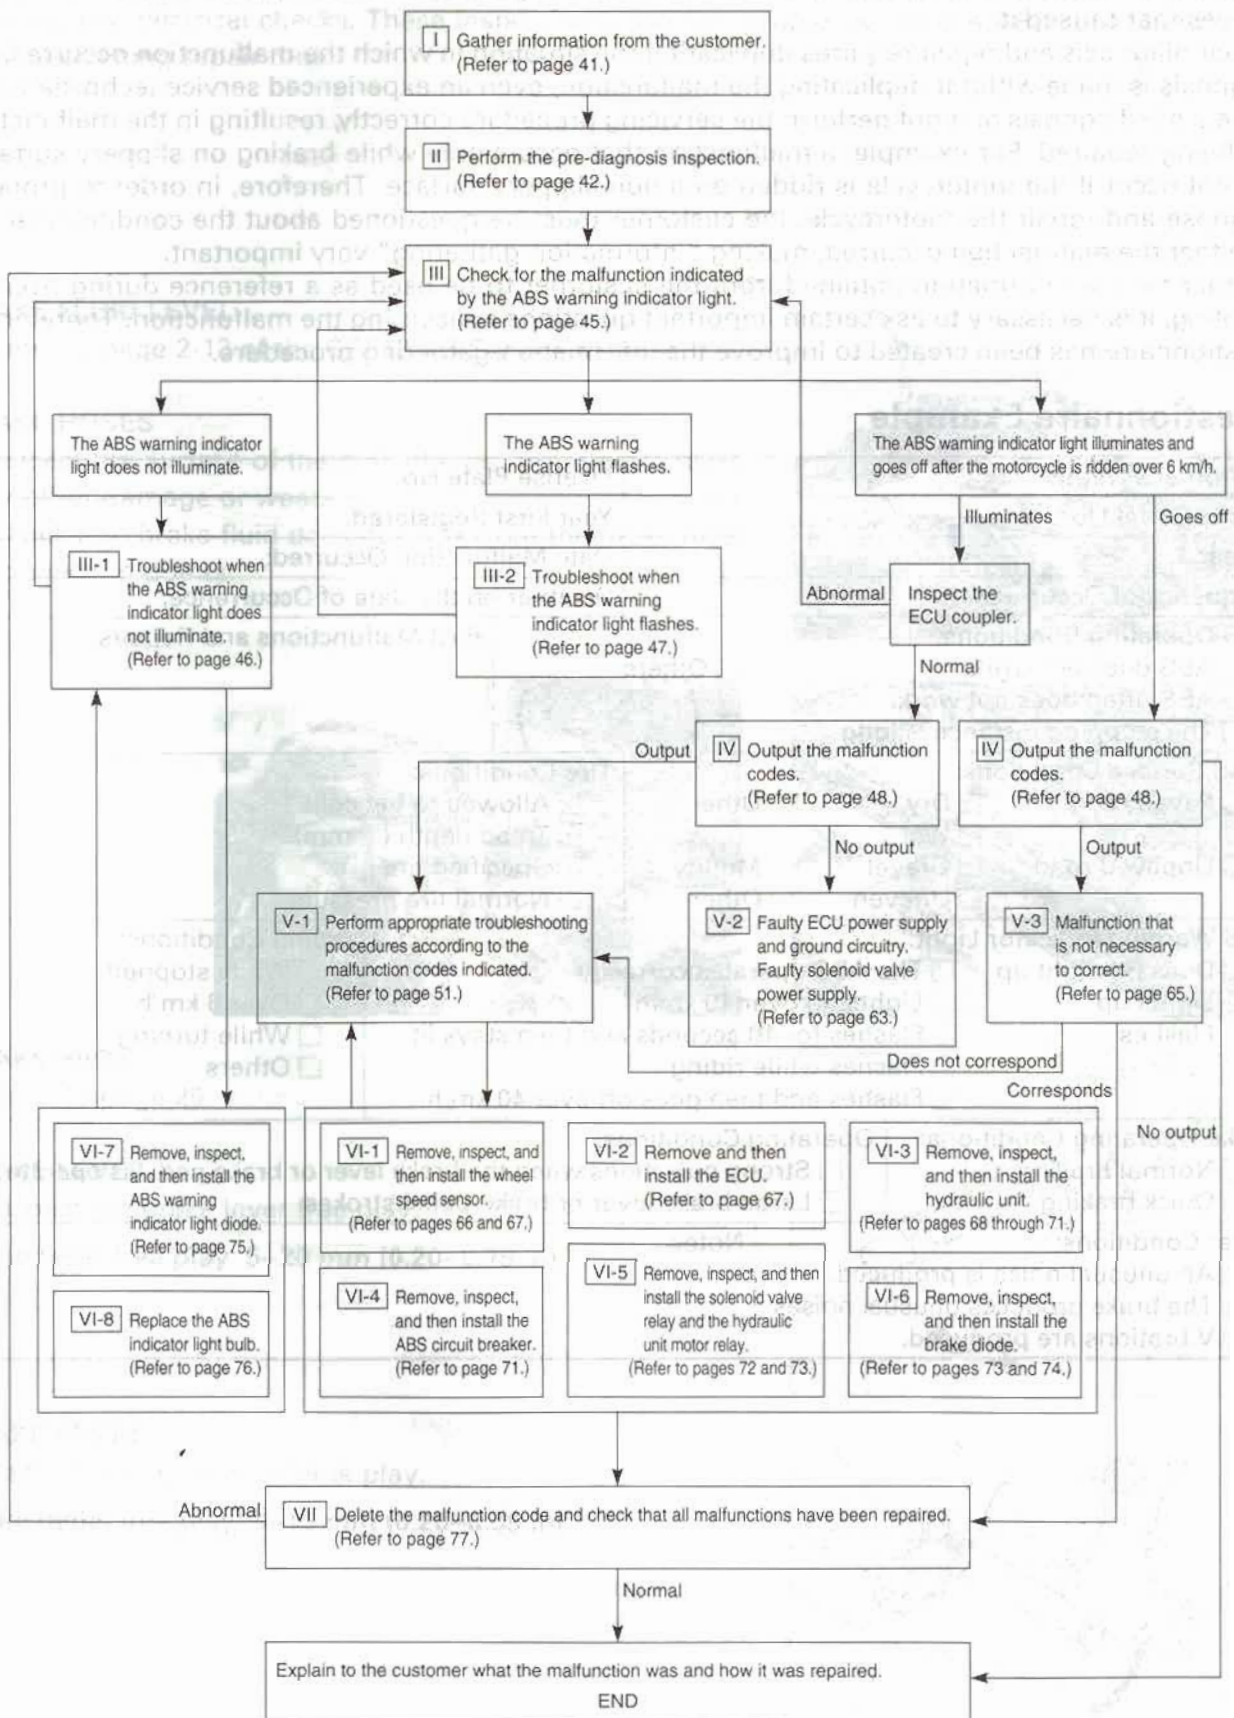 I Gather information from the customer.
(Refer to page 41.)
II Perform the pre-diagnosis inspection.
(Refer to page 42.)
III Check for the malfunction indicated
by the ABS warning indicator light.
(Refer to page 45.)
The ABS warning indicator
light does not illuminate.
The ABS warning
indicator light flashes.
The ABS warning indicator light illuminates and
goes off after the motorcycle is ridden over 6 km/h.
Illuminates
Goes off
III-1 Troubleshoot when
the ABS warning
indicator light does
not illuminate.
(Refer to page 46.)
III-2 Troubleshoot when
the ABS warning
indicator light flashes.
(Refer to page 47.)
Abnormal
Inspect the
ECU coupler.
Normal
Output
IV Output the malfunction
codes.
(Refer to page 48.)
IV Output the malfunction
codes.
(Refer to page 48.)
No output
Output
V-1 Perform appropriate troubleshooting
procedures according to the
malfunction codes indicated.
(Refer to page 51.)
V-2 Faulty ECU power supply
and ground circuitry.
Faulty solenoid valve
power supply.
(Refer to page 63.)
V-3 Malfunction that
is not necessary
to correct.
(Refer to page 65.)
Does not correspond
Corresponds
No output
VI-7 Remove, inspect,
and then install the
ABS warning
indicator light diode.
(Refer to page 75.)
VI-8 Replace the ABS
indicator light bulb.
(Refer to page 76.)
VI-1 Remove, inspect, and
then install the wheel
speed sensor.
(Refer to pages 66 and 67.)
VI-2 Remove and then
install the ECU.
(Refer to page 67.)
VI-3 Remove, inspect,
and then install the
hydraulic unit.
(Refer to pages 68 through 71.)
VI-4 Remove, inspect,
and then install the
ABS circuit breaker.
(Refer to page 71.)
VI-5 Remove, inspect, and then
install the solenoid valve
relay and the hydraulic
unit motor relay.
(Refer to pages 72 and 73.)
VI-6 Remove, inspect,
and then install the
brake diode.
(Refer to pages 73 and 74.)
Abnormal
VII Delete the malfunction code and check that all malfunctions have been repaired.
(Refer to page 77.)
Normal
Explain to the customer what the malfunction was and how it was repaired.
END